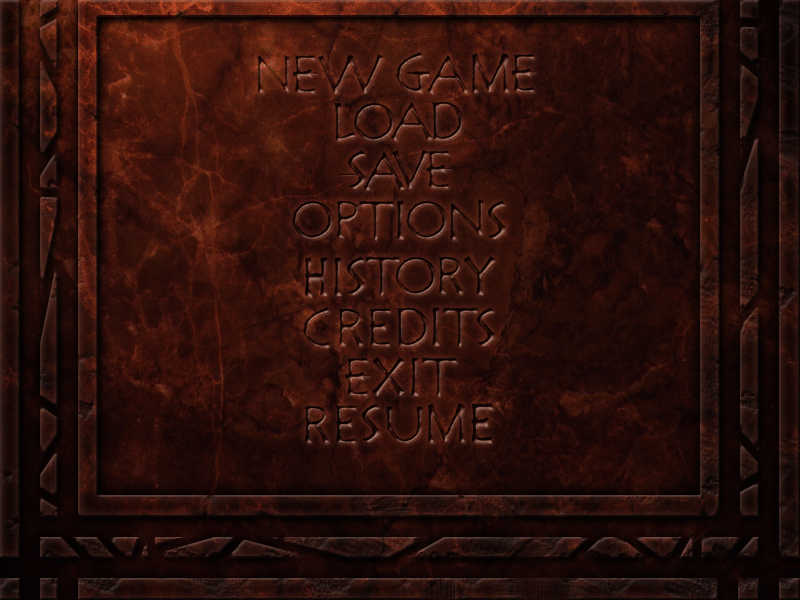 NEW GAME
LOAD
SAVE
OPTIONS
HISTORY
CREDITS
EXIT
RESUME